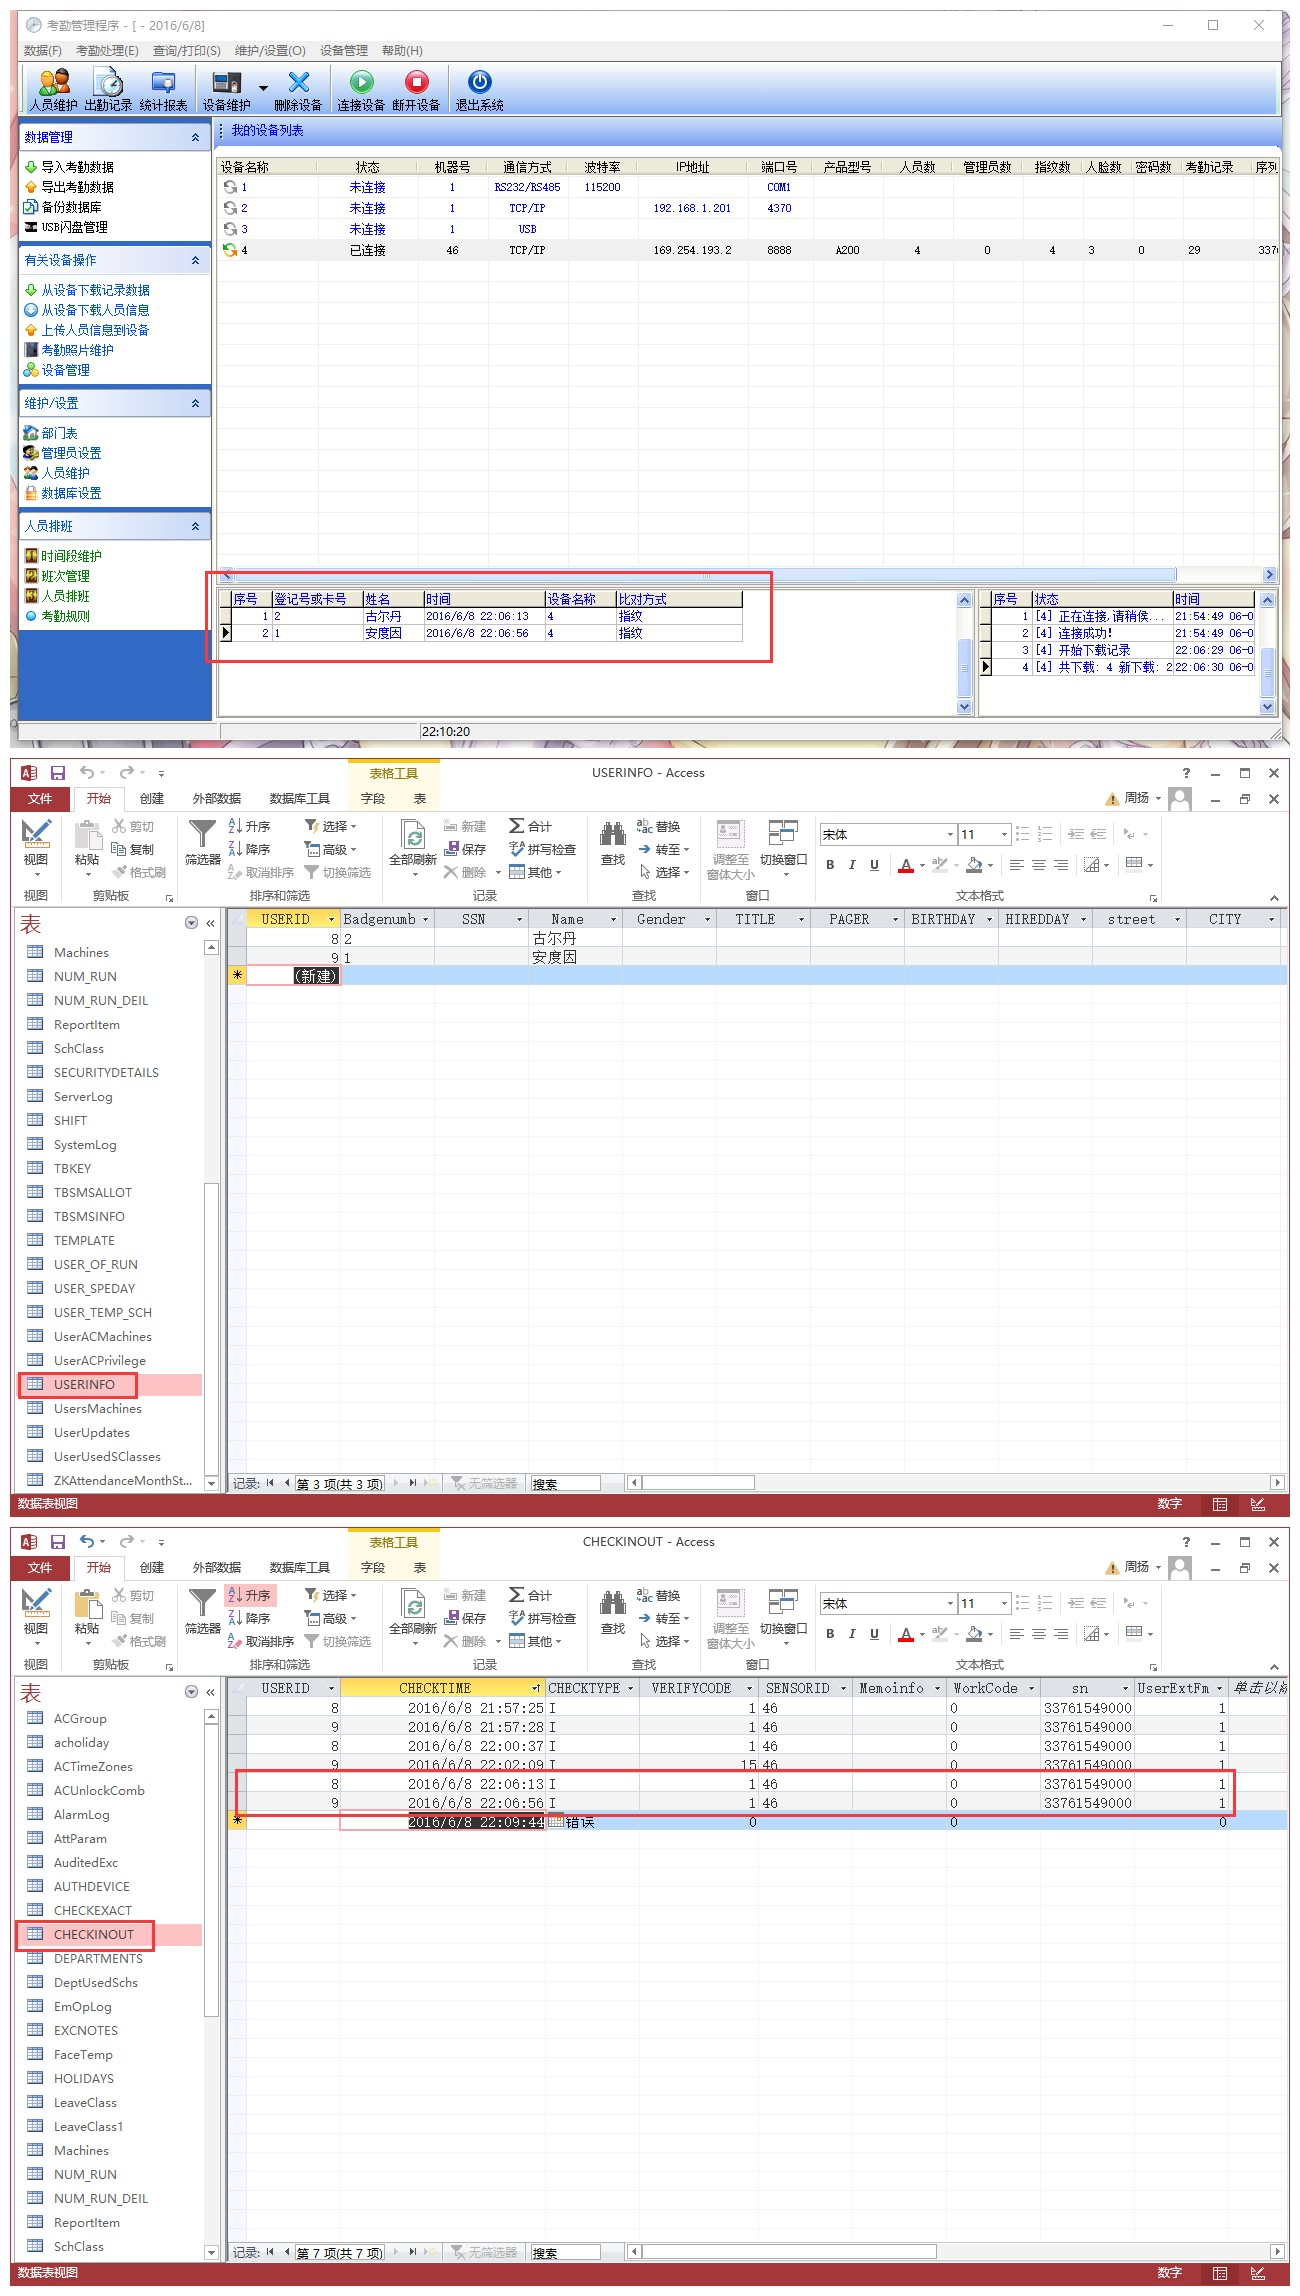 考勤管理程序 - [ - 2016/6/8]
数据(F) 考勤处理(E) 查询/打印(S) 维护/设置(O) 设备管理 帮助(H)
人员维护 出勤记录 统计报表 设备维护 删除设备 连接设备 断开设备 退出系统
数据管理
导入考勤数据
导出考勤数据
备份数据库
USB闪盘管理
有关设备操作
从设备下载记录数据
从设备下载人员信息
上传人员信息到设备
考勤照片维护
设备管理
维护/设置
部门表
管理员设置
人员维护
数据库设置
人员排班
时间段维护
班次管理
人员排班
考勤规则
我的设备列表
设备名称 状态 机器号 通信方式 波特率 IP地址 端口号 产品型号 人员数 管理员数 指纹数 人脸数 密码数 考勤记录 序列
1 未连接 1 RS232/RS485 115200 COM1
2 未连接 1 TCP/IP 192.168.1.201 4370
3 未连接 1 USB
4 已连接 46 TCP/IP 169.254.193.2 8888 A200 4 0 4 3 0 29 337
序号 登记号或卡号 姓名 时间 设备名称 比对方式
1 2 古尔丹 2016/6/8 22:06:13 4 指纹
2 1 安度因 2016/6/8 22:06:56 4 指纹
序号 状态 时间
1 [4] 正在连接,请稍侯... 21:54:49 06-0
2 [4] 连接成功! 21:54:49 06-0
3 [4] 开始下载记录 22:06:29 06-0
4 [4] 共下载: 4 新下载: 2 22:06:30 06-0
22:10:20
表格工具 USERINFO - Access ?
文件 开始 创建 外部数据 数据库工具 字段 表 周扬
视图 粘贴 剪切 复制 格式刷 筛选器 升序 降序 取消排序 选择 高级 切换筛选 全部刷新 新建 保存 删除 合计 拼写检查 其他 查找 替换 转至 选择 调整至窗体大小 切换窗口 宋体 11 B I U A
视图 剪贴板 排序和筛选 记录 查找 窗口 文本格式
表
Machines
NUM_RUN
NUM_RUN_DEIL
ReportItem
SchClass
SECURITYDETAILS
ServerLog
SHIFT
SystemLog
TBKEY
TBSMSALLOT
TBSMSINFO
TEMPLATE
USER_OF_RUN
USER_SPEDAY
USER_TEMP_SCH
UserACMachines
UserACPrivilege
USERINFO
UsersMachines
UserUpdates
UserUsedSClasses
ZKAttendanceMonthSt...
USERID Badgenumb SSN Name Gender TITLE PAGER BIRTHDAY HIREDDAY street CITY
8 2 古尔丹
9 1 安度因
* (新建)
记录: 第 3 项(共 3 项) 无筛选器 搜索
数据表视图 数字
表格工具 CHECKINOUT - Access ?
文件 开始 创建 外部数据 数据库工具 字段 表 周扬
视图 粘贴 剪切 复制 格式刷 筛选器 升序 降序 取消排序 选择 高级 切换筛选 全部刷新 新建 保存 删除 合计 拼写检查 其他 查找 替换 转至 选择 调整至窗体大小 切换窗口 宋体 11 B I U A
视图 剪贴板 排序和筛选 记录 查找 窗口 文本格式
表
ACGroup
acholiday
ACTimeZones
ACUnlockComb
AlarmLog
AttParam
AuditedExc
AUTHDEVICE
CHECKEXACT
CHECKINOUT
DEPARTMENTS
DeptUsedSchs
EmOpLog
EXCNOTES
FaceTemp
HOLIDAYS
LeaveClass
LeaveClass1
Machines
NUM_RUN
NUM_RUN_DEIL
ReportItem
SchClass
USERID CHECKTIME CHECKTYPE VERIFYCODE SENSORID Memoinfo WorkCode sn UserExtFm 单击以
8 2016/6/8 21:57:25 I 1 46 0 33761549000 1
9 2016/6/8 21:57:28 I 1 46 0 33761549000 1
8 2016/6/8 22:00:37 I 1 46 0 33761549000 1
9 2016/6/8 22:02:09 I 15 46 0 33761549000 1
8 2016/6/8 22:06:13 I 1 46 0 33761549000 1
9 2016/6/8 22:06:56 I 1 46 0 33761549000 1
* 2016/6/8 22:09:44 错误 0 0 0
记录: 第 7 项(共 7 项) 无筛选器 搜索
数据表视图 数字